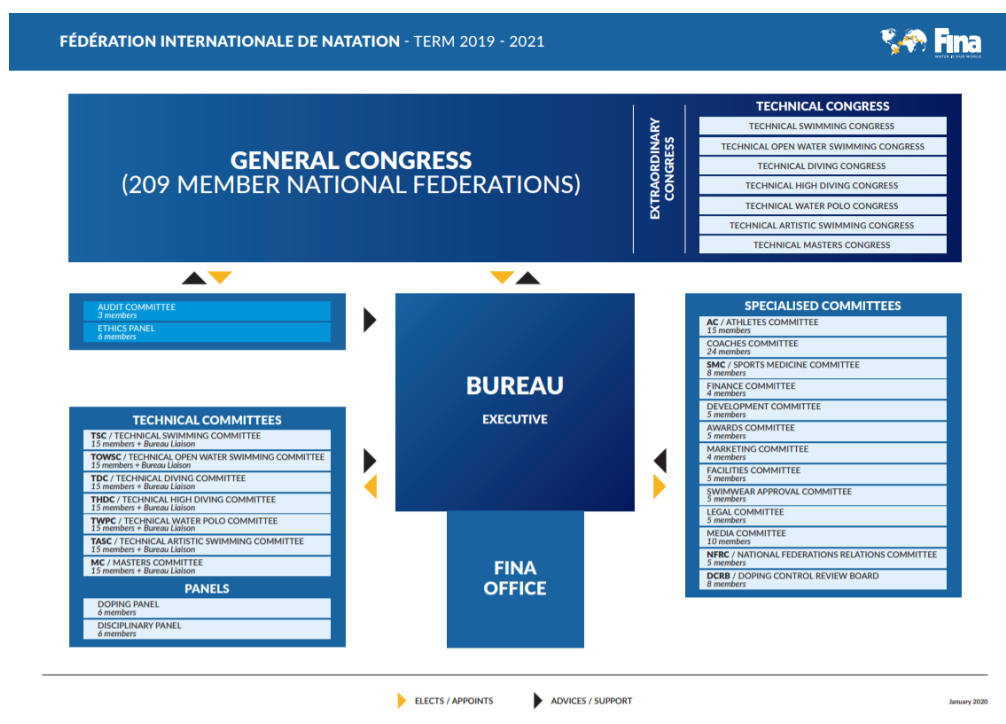 FÉDÉRATION INTERNATIONALE DE NATATION - TERM 2019 - 2021
Fina
WATER IS OUR WORLD
GENERAL CONGRESS
(209 MEMBER NATIONAL FEDERATIONS)
EXTRAORDINARY
CONGRESS
TECHNICAL CONGRESS
TECHNICAL SWIMMING CONGRESS
TECHNICAL OPEN WATER SWIMMING CONGRESS
TECHNICAL DIVING CONGRESS
TECHNICAL HIGH DIVING CONGRESS
TECHNICAL WATER POLO CONGRESS
TECHNICAL ARTISTIC SWIMMING CONGRESS
TECHNICAL MASTERS CONGRESS
AUDIT COMMITTEE
3 members
ETHICS PANEL
6 members
TECHNICAL COMMITTEES
TSC / TECHNICAL SWIMMING COMMITTEE
15 members + Bureau Liaison
TOWSC / TECHNICAL OPEN WATER SWIMMING COMMITTEE
15 members + Bureau Liaison
TDC / TECHNICAL DIVING COMMITTEE
15 members + Bureau Liaison
THDC / TECHNICAL HIGH DIVING COMMITTEE
15 members + Bureau Liaison
TWPC / TECHNICAL WATER POLO COMMITTEE
15 members + Bureau Liaison
TASC / TECHNICAL ARTISTIC SWIMMING COMMITTEE
15 members + Bureau Liaison
MC / MASTERS COMMITTEE
15 members + Bureau Liaison
PANELS
DOPING PANEL
6 members
DISCIPLINARY PANEL
6 members
BUREAU
EXECUTIVE
FINA
OFFICE
SPECIALISED COMMITTEES
AC / ATHLETES COMMITTEE
15 members
COACHES COMMITTEE
24 members
SMC / SPORTS MEDICINE COMMITTEE
8 members
FINANCE COMMITTEE
4 members
DEVELOPMENT COMMITTEE
5 members
AWARDS COMMITTEE
5 members
MARKETING COMMITTEE
4 members
FACILITIES COMMITTEE
5 members
SWIMWEAR APPROVAL COMMITTEE
5 members
LEGAL COMMITTEE
5 members
MEDIA COMMITTEE
10 members
NFRC / NATIONAL FEDERATIONS RELATIONS COMMITTEE
5 members
DCRB / DOPING CONTROL REVIEW BOARD
8 members
ELECTS / APPOINTS
ADVICES / SUPPORT
January 2020